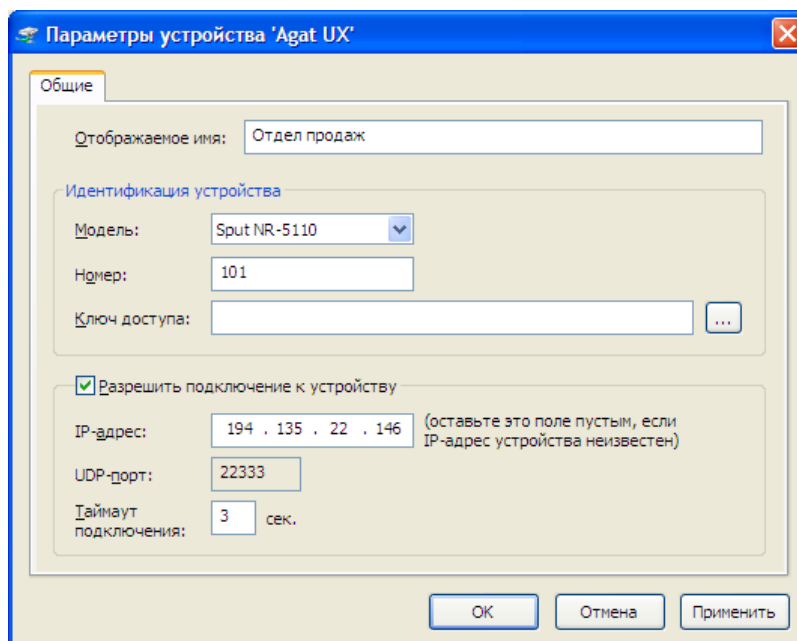 Параметры устройства 'Agat UX'
Общие
Отображаемое имя: Отдел продаж
Идентификация устройства
Модель: Sput NR-5110
Номер: 101
Ключ доступа: ...
Разрешить подключение к устройству
IP-адрес: 194 . 135 . 22 . 146 (оставьте это поле пустым, если
IP-адрес устройства неизвестен)
UDP-порт: 22333
Таймаут
подключения: 3 сек.
ОК Отмена Применить